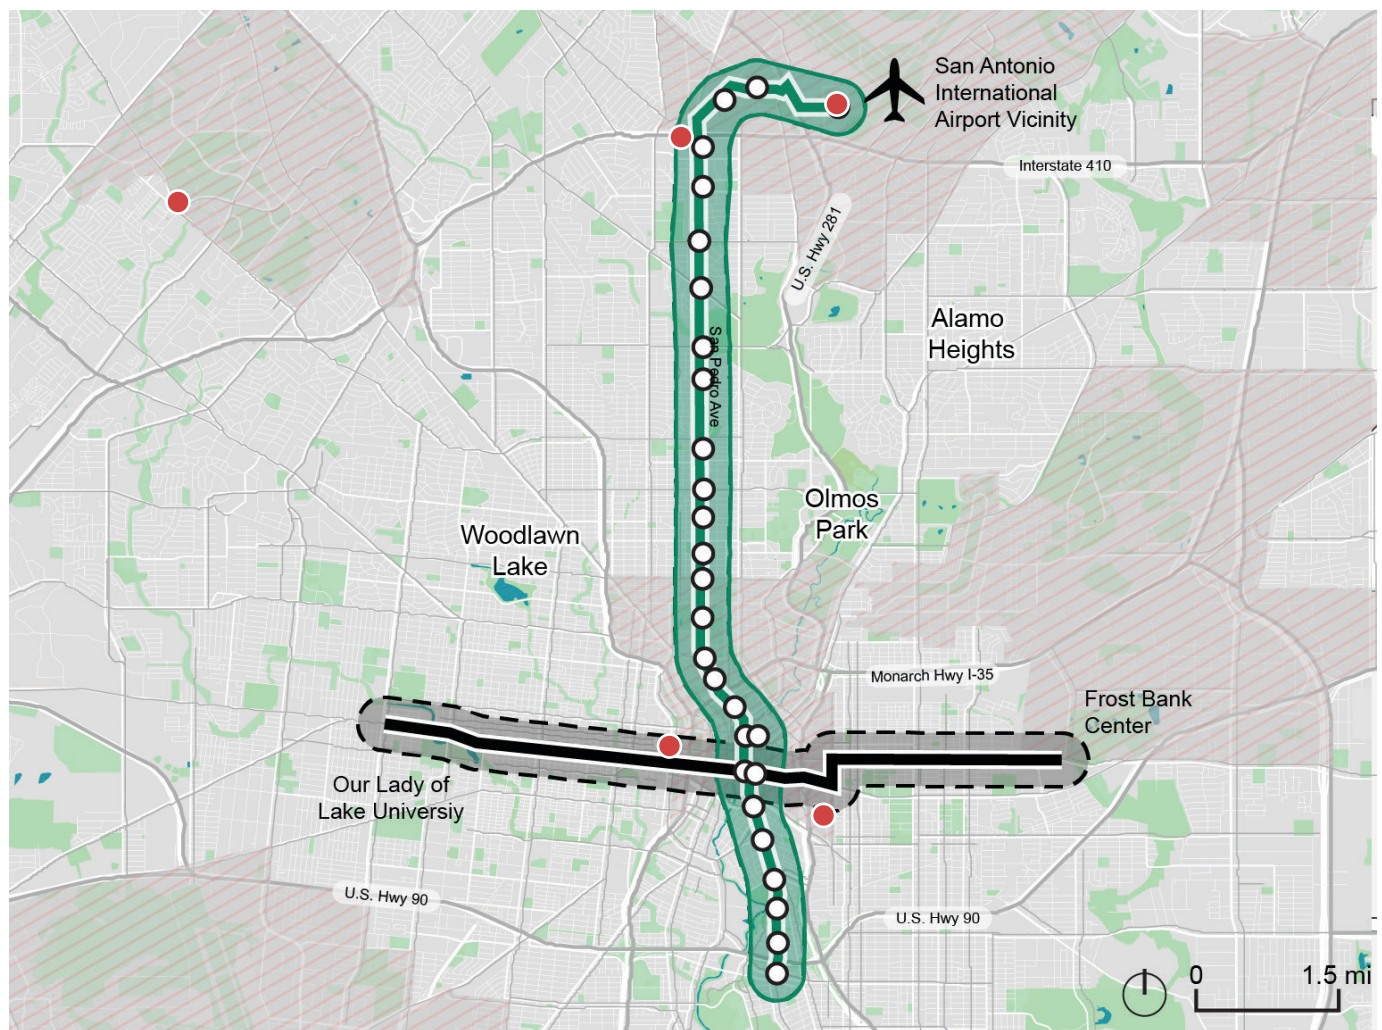 San Antonio
International
Airport Vicinity
Interstate 410
U.S. Hwy 281
Alamo
Heights
San Pedro Ave
Olmos
Park
Woodlawn
Lake
Monarch Hwy I-35
Frost Bank
Center
Our Lady of
Lake Universiy
U.S. Hwy 90
U.S. Hwy 90
0 1.5 mi